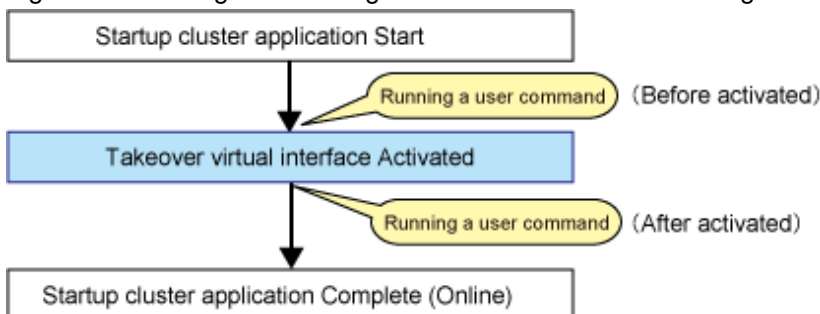 Startup cluster application Start
Running a user command (Before activated)
Takeover virtual interface Activated
Running a user command (After activated)
Startup cluster application Complete (Online)